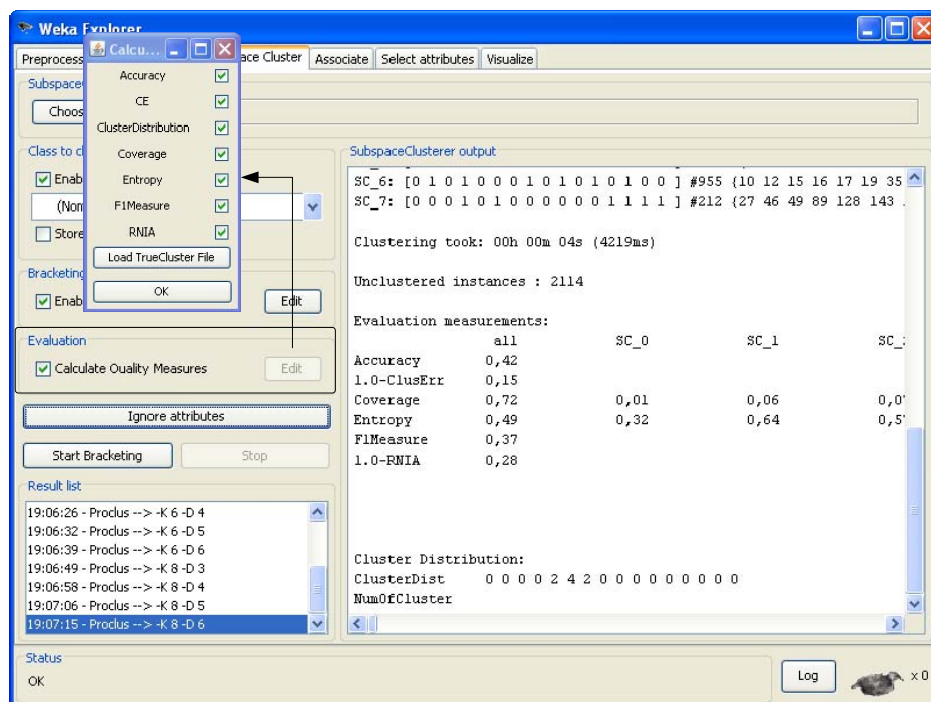 Weka Explorer
Calcu...
Preprocess ace Cluster Associate Select attributes Visualize
Accuracy
CE
ClusterDistribution
Coverage
Entropy
F1Measure
RNIA
Load TrueCluster File
OK
Subspace
Choos
Class to cl
Enab
(Nom
Store
Bracketing
Enab
Edit
Evaluation
Calculate Quality Measures
Edit
Ignore attributes
Start Bracketing
Stop
Result list
19:06:26 - Proclus --> -K 6 -D 4
19:06:32 - Proclus --> -K 6 -D 5
19:06:39 - Proclus --> -K 6 -D 6
19:06:49 - Proclus --> -K 8 -D 3
19:06:58 - Proclus --> -K 8 -D 4
19:07:06 - Proclus --> -K 8 -D 5
19:07:15 - Proclus --> -K 8 -D 6
SubspaceClusterer output
SC_6: [0 1 0 1 0 0 0 1 0 1 0 1 0 1 0 0 ] #955 {10 12 15 16 17 19 35
SC_7: [0 0 0 1 0 1 0 0 0 0 0 0 1 1 1 1 ] #212 {27 46 49 89 128 143 .
Clustering took: 00h 00m 04s (4219ms)
Unclustered instances : 2114
Evaluation measurements:
all SC_0 SC_1 SC_
Accuracy 0,42
1.0-ClusErr 0,15
Coverage 0,72 0,01 0,06 0,0
Entropy 0,49 0,32 0,64 0,5
F1Measure 0,37
1.0-RNIA 0,28
Cluster Distribution:
ClusterDist 0 0 0 0 2 4 2 0 0 0 0 0 0 0 0 0
NumOfCluster
Status
OK
Log
x 0